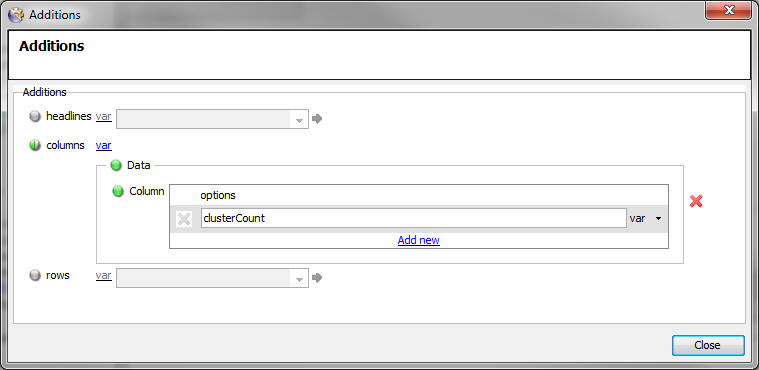 Additions
Additions
Additions
headlines var
columns var
Data
Column
options
clusterCount var
Add new
rows var
Close